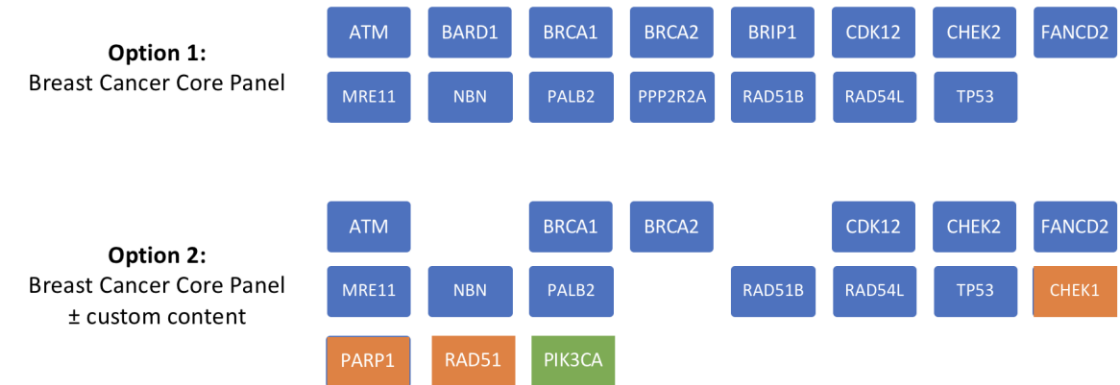 Option 1:
Breast Cancer Core Panel
ATM BARD1 BRCA1 BRCA2 BRIP1 CDK12 CHEK2 FANCD2
MRE11 NBN PALB2 PPP2R2A RAD51B RAD54L TP53
Option 2:
Breast Cancer Core Panel
± custom content
ATM BRCA1 BRCA2 CDK12 CHEK2 FANCD2
MRE11 NBN PALB2 RAD51B RAD54L TP53 CHEK1
PARP1 RAD51 PIK3CA